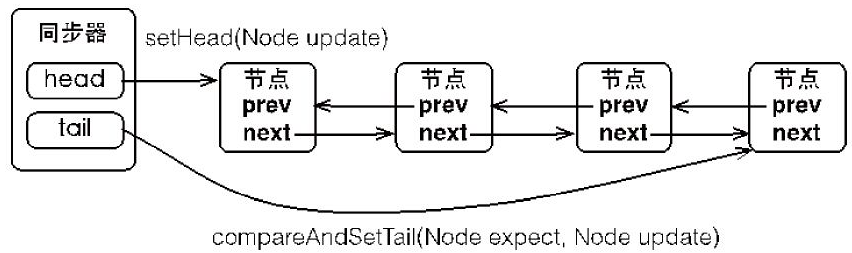 同步器
head
tail
setHead(Node update)
节点
prev
next
节点
prev
next
节点
prev
next
节点
prev
next
compareAndSetTail(Node expect, Node update)